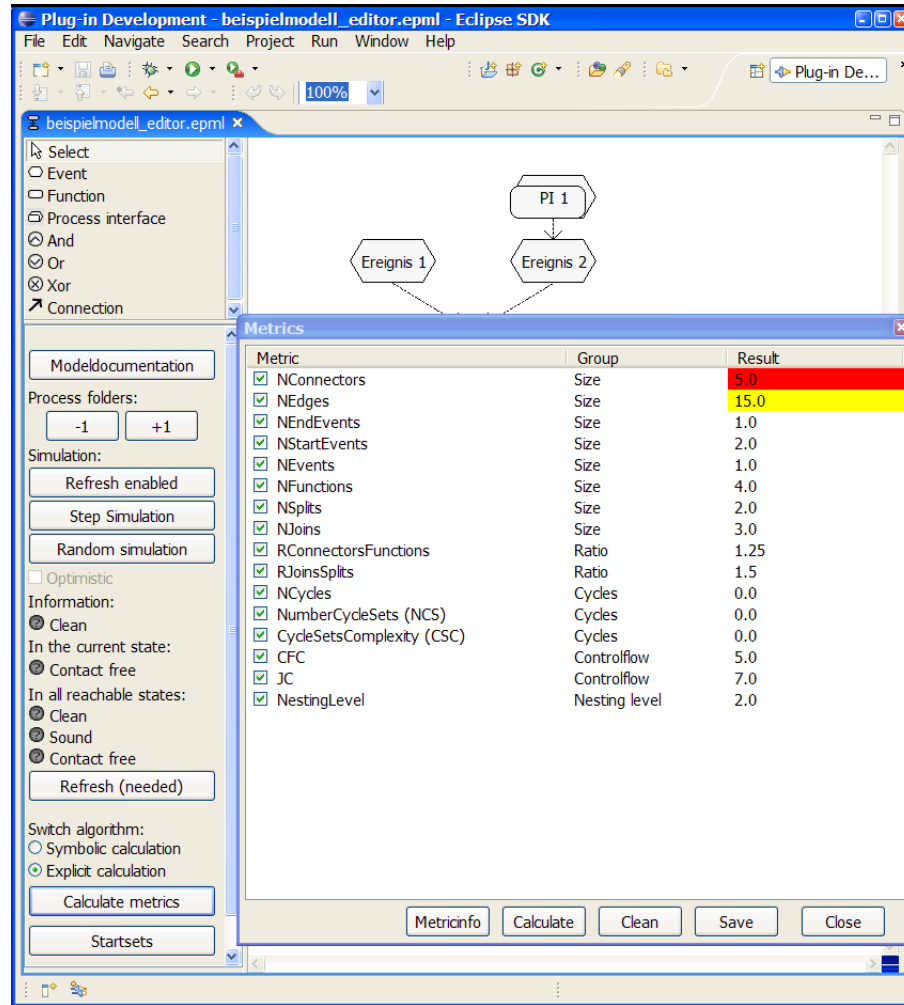 Plug-in Development - beispielmodell_editor.epml - Eclipse SDK
File Edit Navigate Search Project Run Window Help
Plug-in De...
100%
beispielmodell_editor.epml
Select
Event
Function
Process interface
And
Or
Xor
Connection
PI 1
Ereignis 1 Ereignis 2
Modeldocumentation
Process folders:
-1 +1
Simulation:
Refresh enabled
Step Simulation
Random simulation
Optimistic
Information:
Clean
In the current state:
Contact free
In all reachable states:
Clean
Sound
Contact free
Refresh (needed)
Switch algorithm:
Symbolic calculation
Explicit calculation
Calculate metrics
Startsets
Metrics
Metric Group Result
NConnectors Size 5.0
NEdges Size 15.0
NEndEvents Size 1.0
NStartEvents Size 2.0
NEvents Size 1.0
NFunctions Size 4.0
NSplits Size 2.0
NJoins Size 3.0
RConnectorsFunctions Ratio 1.25
RJoinsSplits Ratio 1.5
NCycles Cycles 0.0
NumberCycleSets (NCS) Cycles 0.0
CycleSetsComplexity (CSC) Cycles 0.0
CFC Controlflow 5.0
JC Controlflow 7.0
NestingLevel Nesting level 2.0
Metricinfo Calculate Clean Save Close